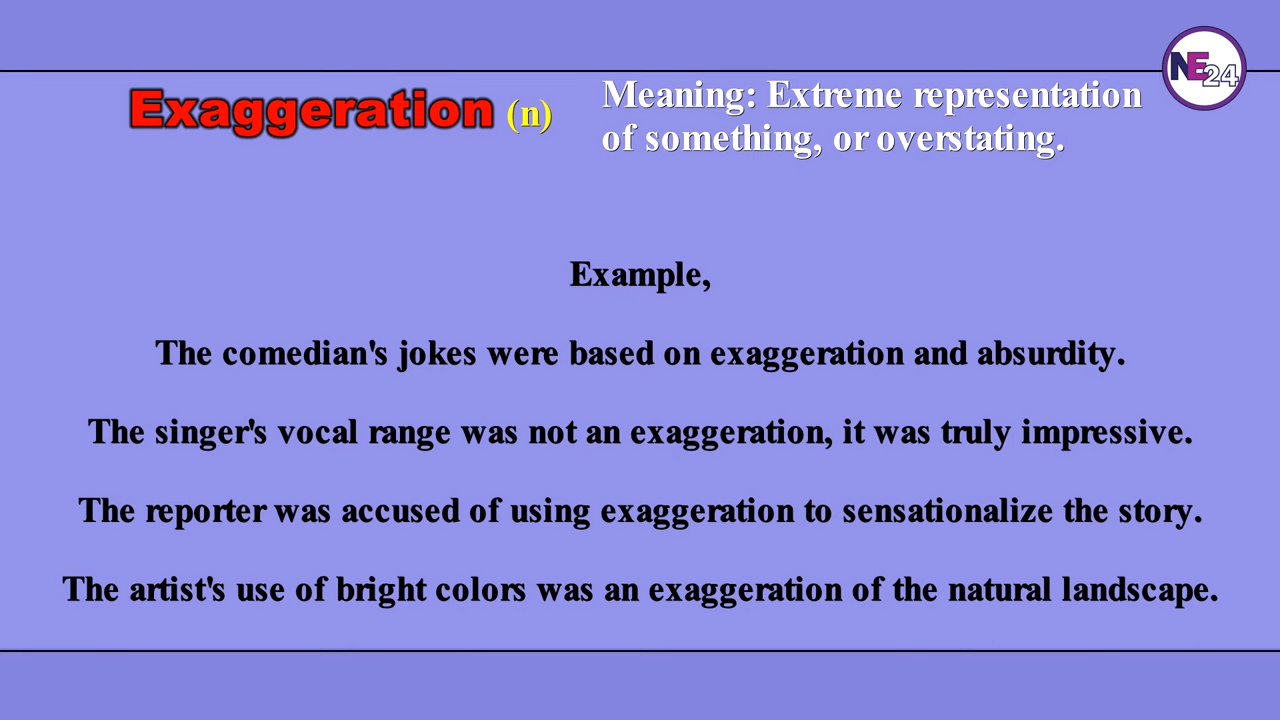 NE24
Exaggeration (n)
Meaning: Extreme representation
of something, or overstating.
Example,
The comedian's jokes were based on exaggeration and absurdity.
The singer's vocal range was not an exaggeration, it was truly impressive.
The reporter was accused of using exaggeration to sensationalize the story.
The artist's use of bright colors was an exaggeration of the natural landscape.